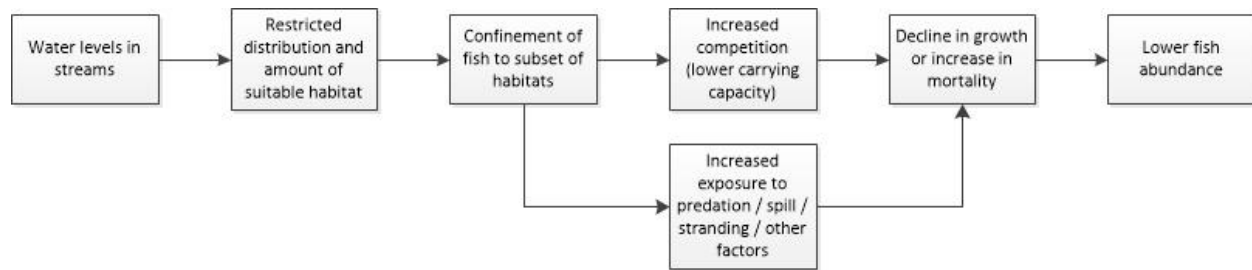 Water levels in
streams
Restricted
distribution and
amount of
suitable habitat
Confinement of
fish to subset of
habitats
Increased
competition
(lower carrying
capacity)
Decline in growth
or increase in
mortality
Lower fish
abundance
Increased
exposure to
predation / spill /
stranding / other
factors